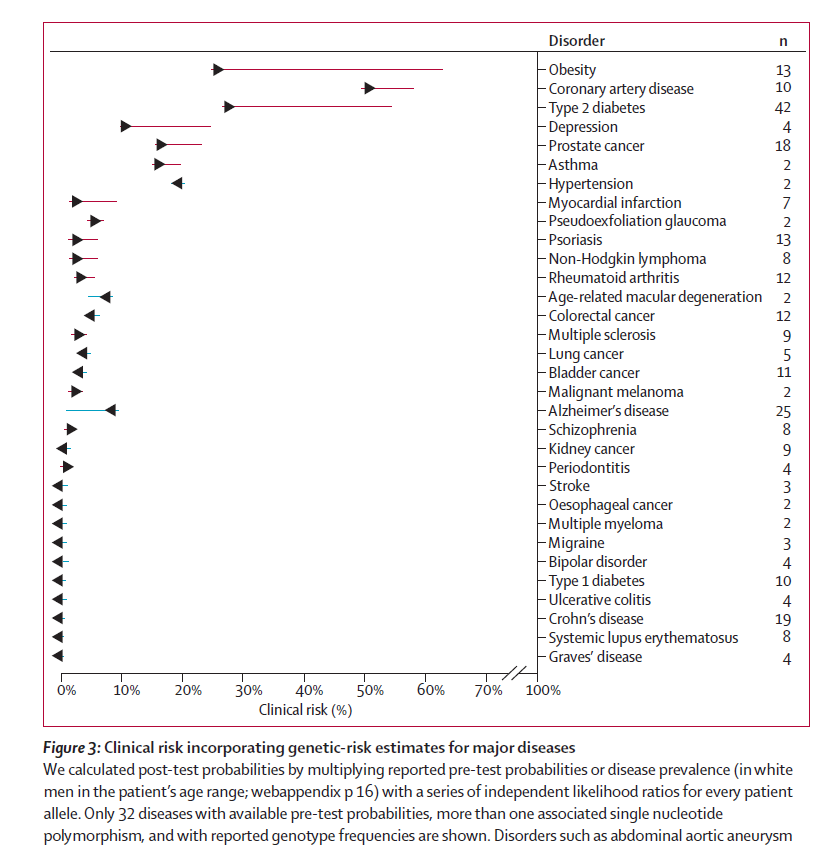 Disorder n
Obesity 13
Coronary artery disease 10
Type 2 diabetes 42
Depression 4
Prostate cancer 18
Asthma 2
Hypertension 2
Myocardial infarction 7
Pseudoexfoliation glaucoma 2
Psoriasis 13
Non-Hodgkin lymphoma 8
Rheumatoid arthritis 12
Age-related macular degeneration 2
Colorectal cancer 12
Multiple sclerosis 9
Lung cancer 5
Bladder cancer 11
Malignant melanoma 2
Alzheimer's disease 25
Schizophrenia 8
Kidney cancer 9
Periodontitis 4
Stroke 3
Oesophageal cancer 2
Multiple myeloma 2
Migraine 3
Bipolar disorder 4
Type 1 diabetes 10
Ulcerative colitis 4
Crohn's disease 19
Systemic lupus erythematosus 8
Graves' disease 4
0% 10% 20% 30% 40% 50% 60% 70% 100%
Clinical risk (%)
Figure 3: Clinical risk incorporating genetic-risk estimates for major diseases
We calculated post-test probabilities by multiplying reported pre-test probabilities or disease prevalence (in white
men in the patient's age range; webappendix p 16) with a series of independent likelihood ratios for every patient
allele. Only 32 diseases with available pre-test probabilities, more than one associated single nucleotide
polymorphism, and with reported genotype frequencies are shown. Disorders such as abdominal aortic aneurysm